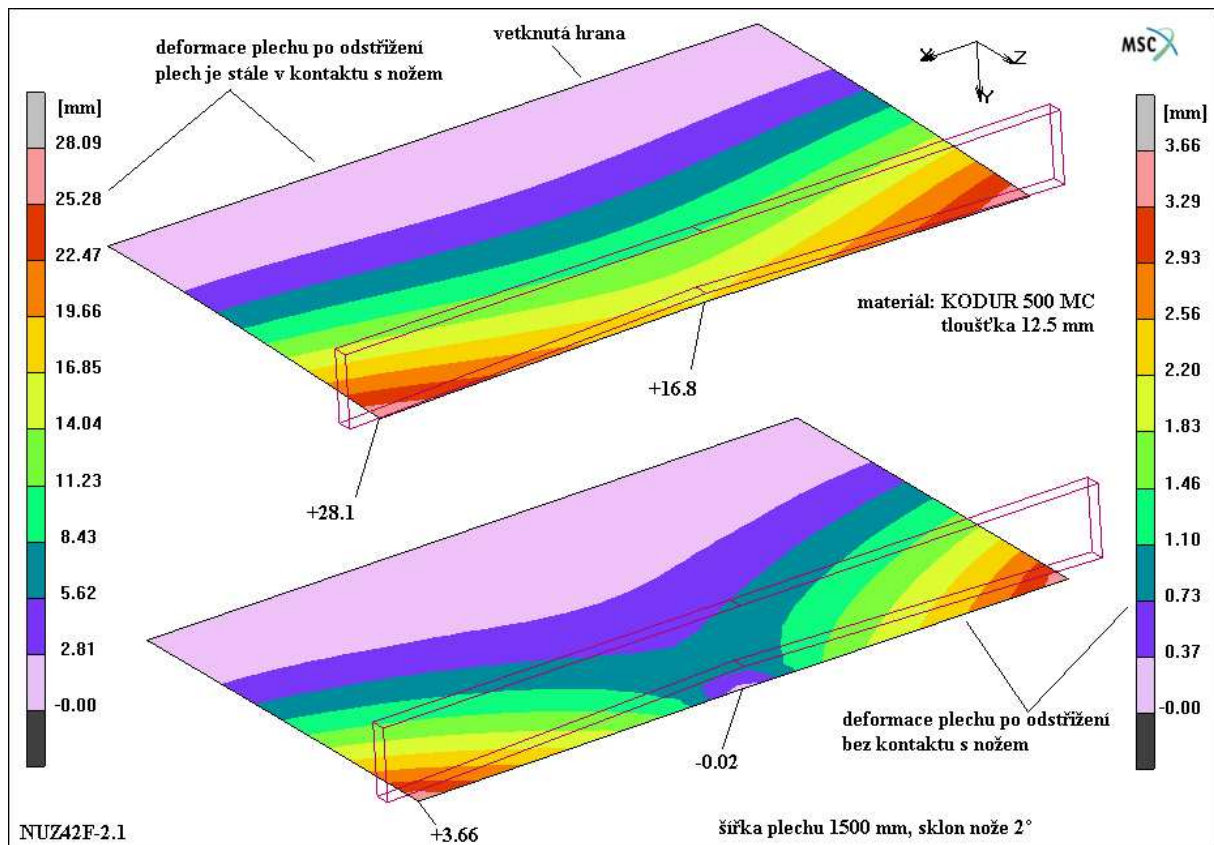 deformace plechu po odstřižení
plech je stále v kontaktu s nožem
vetknutá hrana
X
Z
Y
MSC
[mm]
28.09
25.28
22.47
19.66
16.85
14.04
11.23
8.43
5.62
2.81
-0.00
[mm]
3.66
3.29
2.93
2.56
2.20
1.83
1.46
1.10
0.73
0.37
-0.00
materiál: KODUR 500 MC
tloušťka 12.5 mm
+16.8
+28.1
deformace plechu po odstřižení
bez kontaktu s nožem
-0.02
+3.66
NUZ42F-2.1
šířka plechu 1500 mm, sklon nože 2°